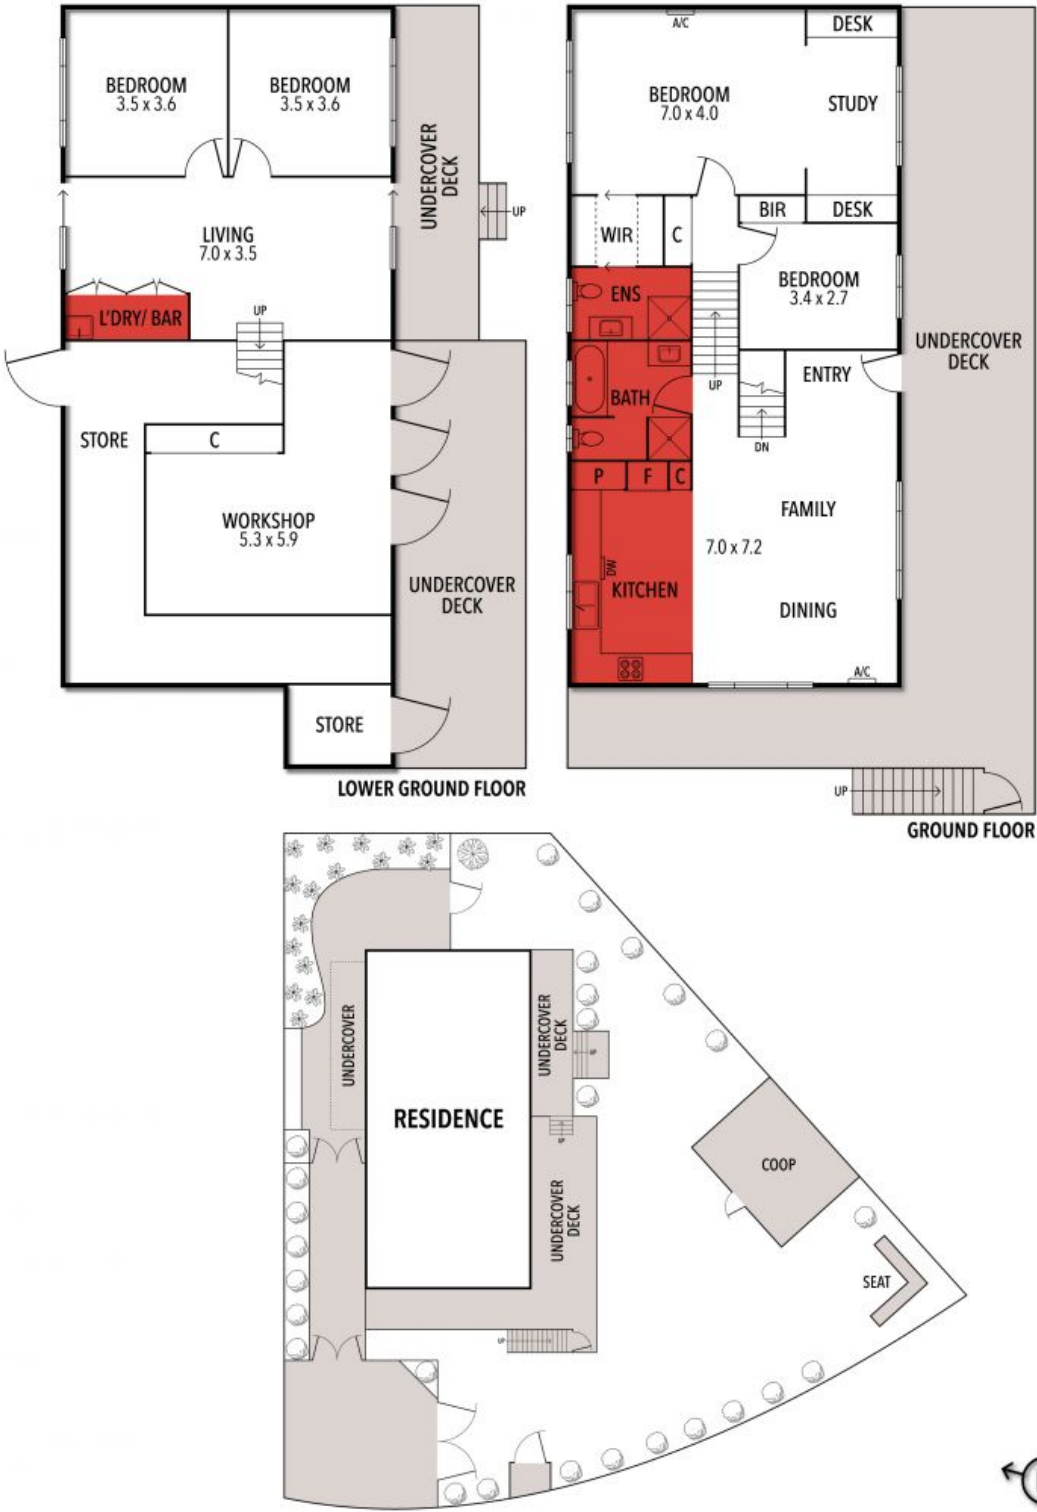 BEDROOM
3.5 x 3.6
BEDROOM
3.5 x 3.6
UNDERCOVER
DECK
UP
LIVING
7.0 x 3.5
L'DRY/ BAR
UP
STORE
C
WORKSHOP
5.3 x 5.9
UNDERCOVER
DECK
STORE
LOWER GROUND FLOOR
A/C
DESK
BEDROOM
7.0 x 4.0
STUDY
WIR
C
BIR
DESK
ENS
BEDROOM
3.4 x 2.7
UNDERCOVER
DECK
BATH
UP
ENTRY
DN
P
F
C
FAMILY
7.0 x 7.2
DW
KITCHEN
DINING
A/C
UP
GROUND FLOOR
UNDERCOVER
UNDERCOVER
DECK
UP
RESIDENCE
UP
UNDERCOVER
DECK
COOP
SEAT
UP